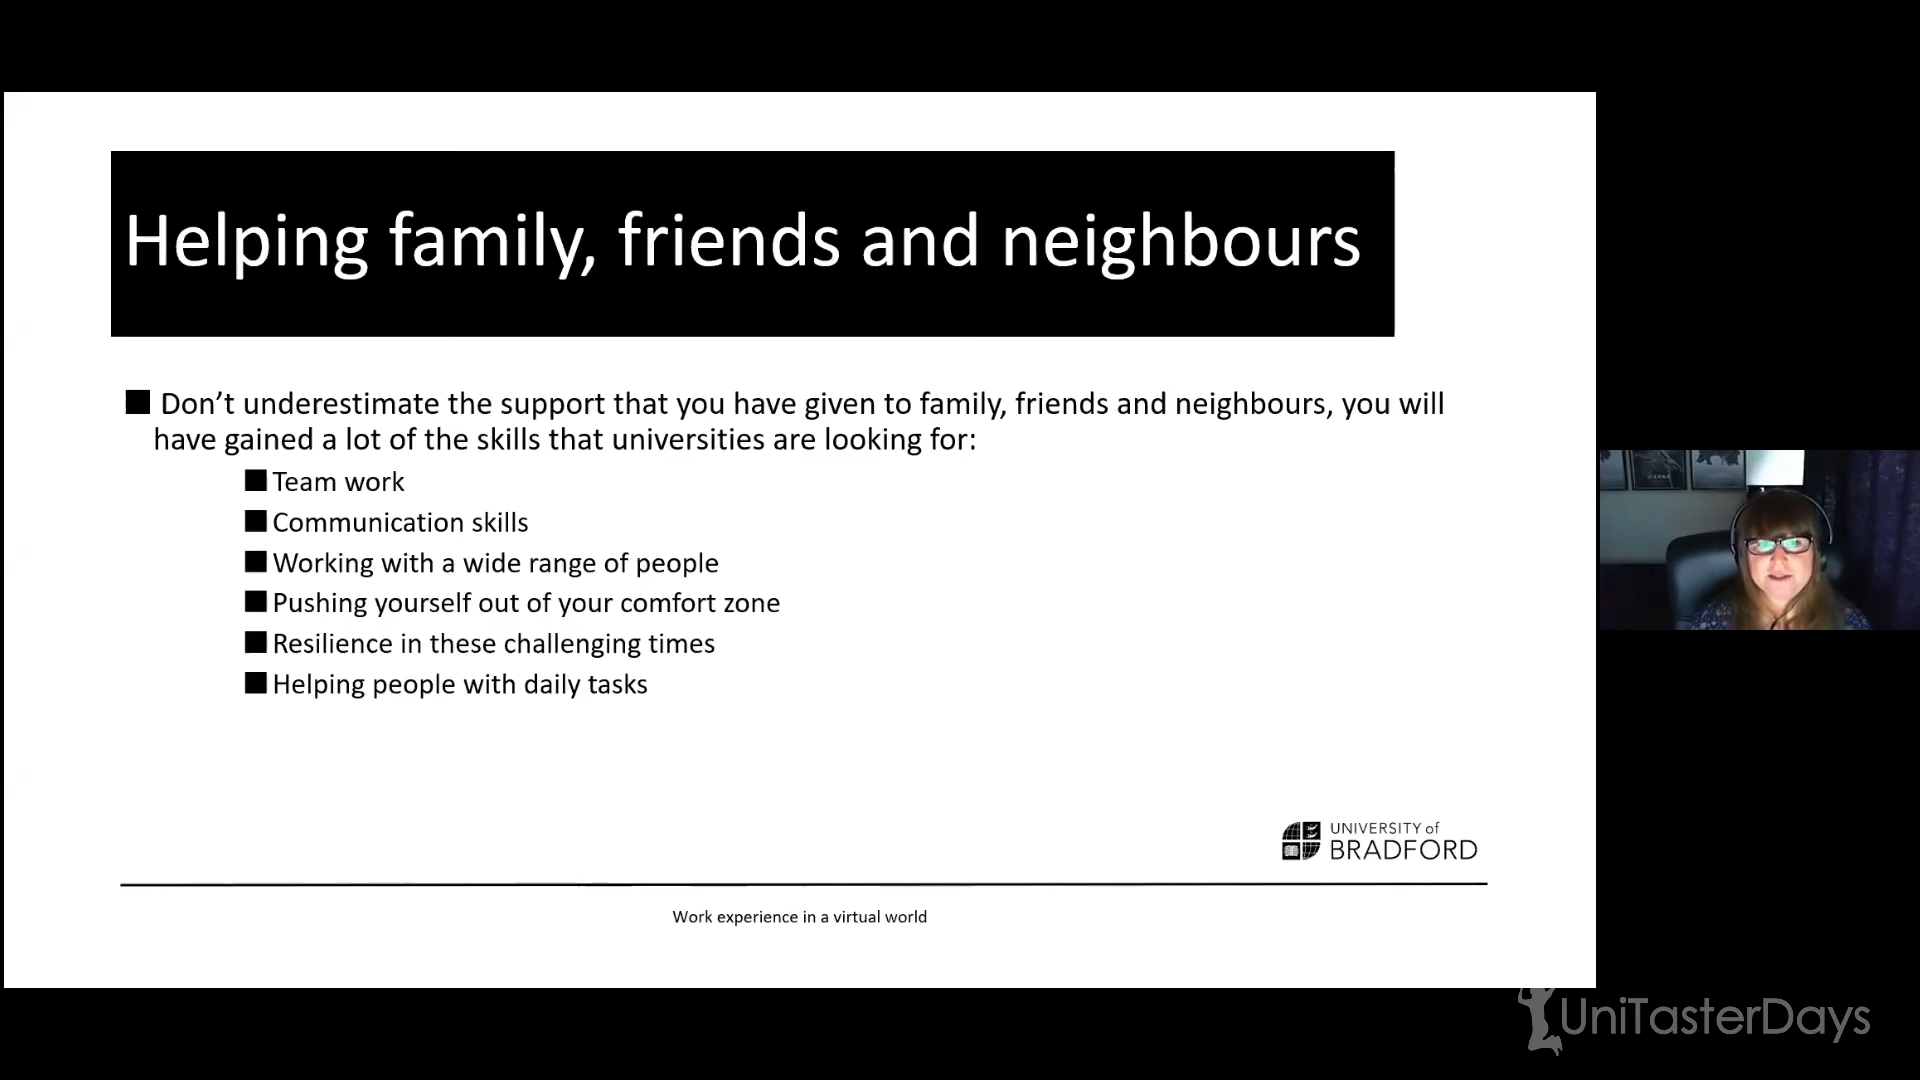 Helping family, friends and neighbours
Don’t underestimate the support that you have given to family, friends and neighbours, you will
have gained a lot of the skills that universities are looking for:
Team work
Communication skills
Working with a wide range of people
Pushing yourself out of your comfort zone
Resilience in these challenging times
Helping people with daily tasks
UNIVERSITY of
BRADFORD
Work experience in a virtual world
UniTasterDays